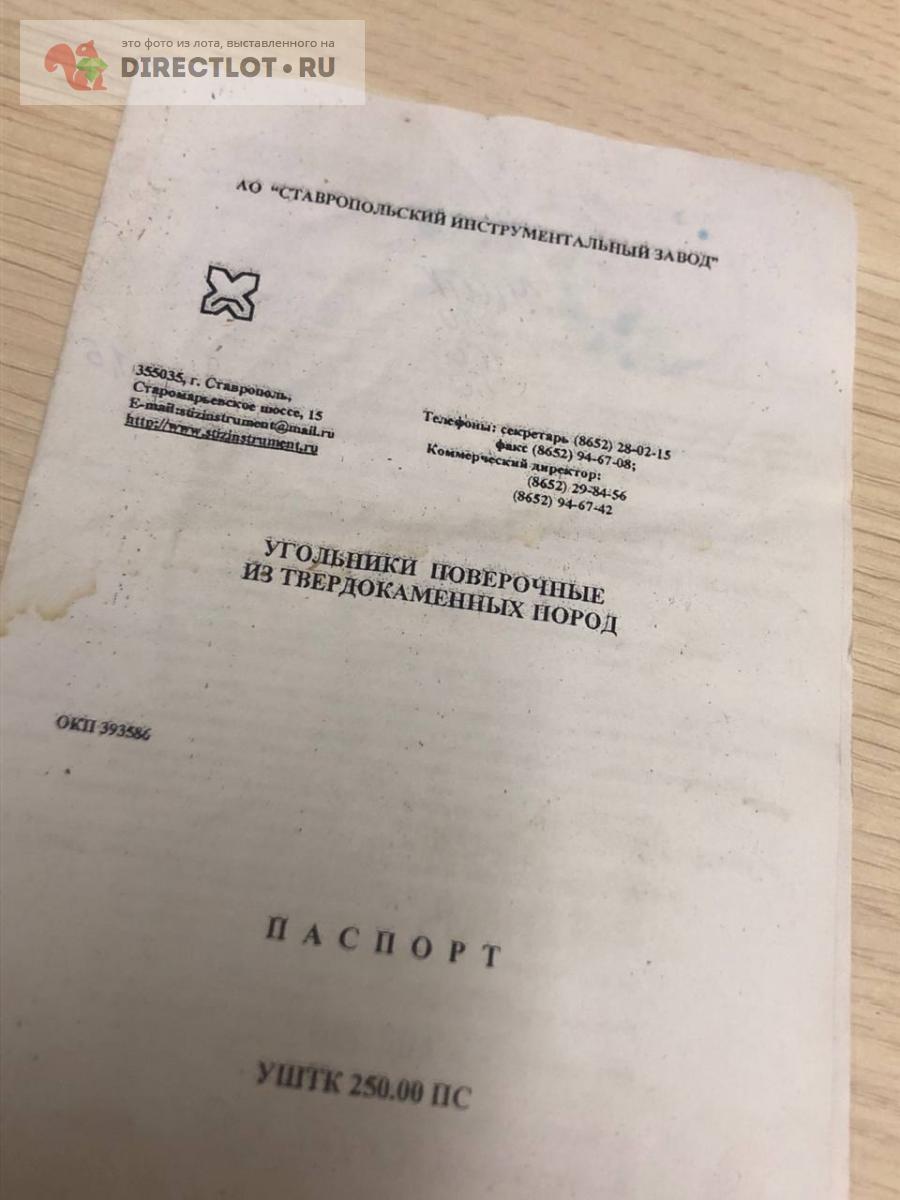 это фото из лота, выставленного на
DIRECTLOT•RU
АО "СТАВРОПОЛЬСКИЙ ИНСТРУМЕНТАЛЬНЫЙ ЗАВОД"
355035, г. Ставрополь,
Старомарьевское шоссе, 15
E-mail:stizinstrument@mail.ru
http://www.stizinstrument.ru
Телефоны: секретарь (8652) 28-02-15
факс (8652) 94-67-08;
Коммерческий директор:
(8652) 29-84-56
(8652) 94-67-42
УГОЛЬНИКИ ПОВЕРОЧНЫЕ
ИЗ ТВЕРДОКАМЕННЫХ ПОРОД
ОКП 393586
П А С П О Р Т
УШТК 250.00 ПС